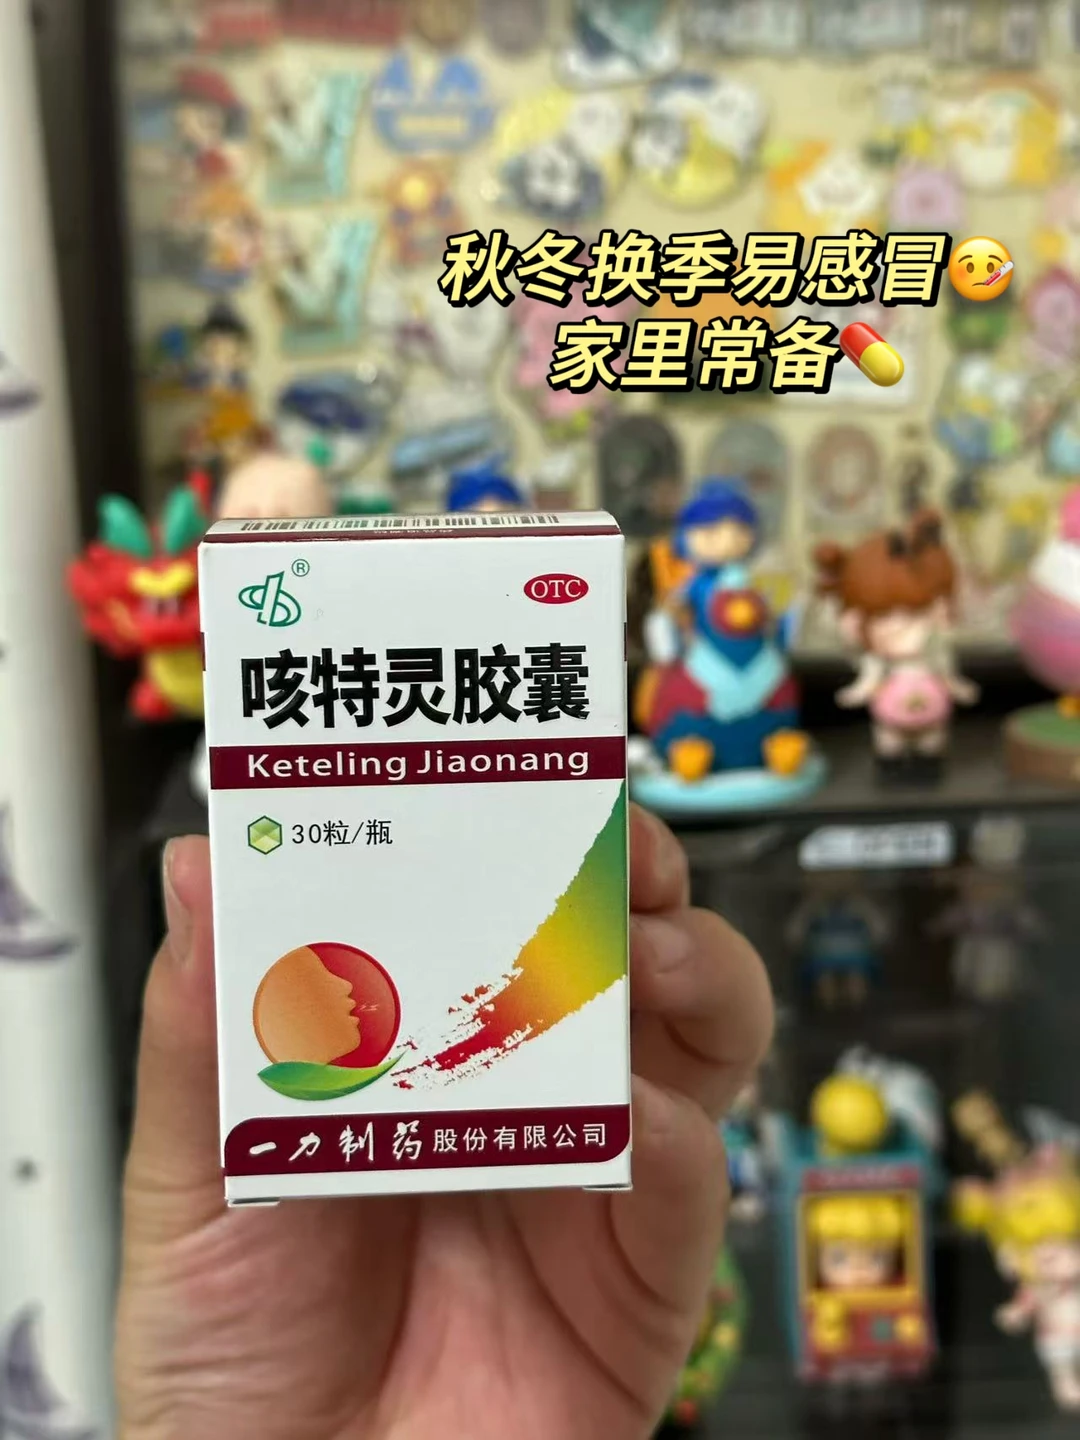 秋冬换季易感冒🤒
家里常备💊
®
OTC
咳特灵胶囊
Keteling Jiaonang
30粒/瓶
一力制药股份有限公司